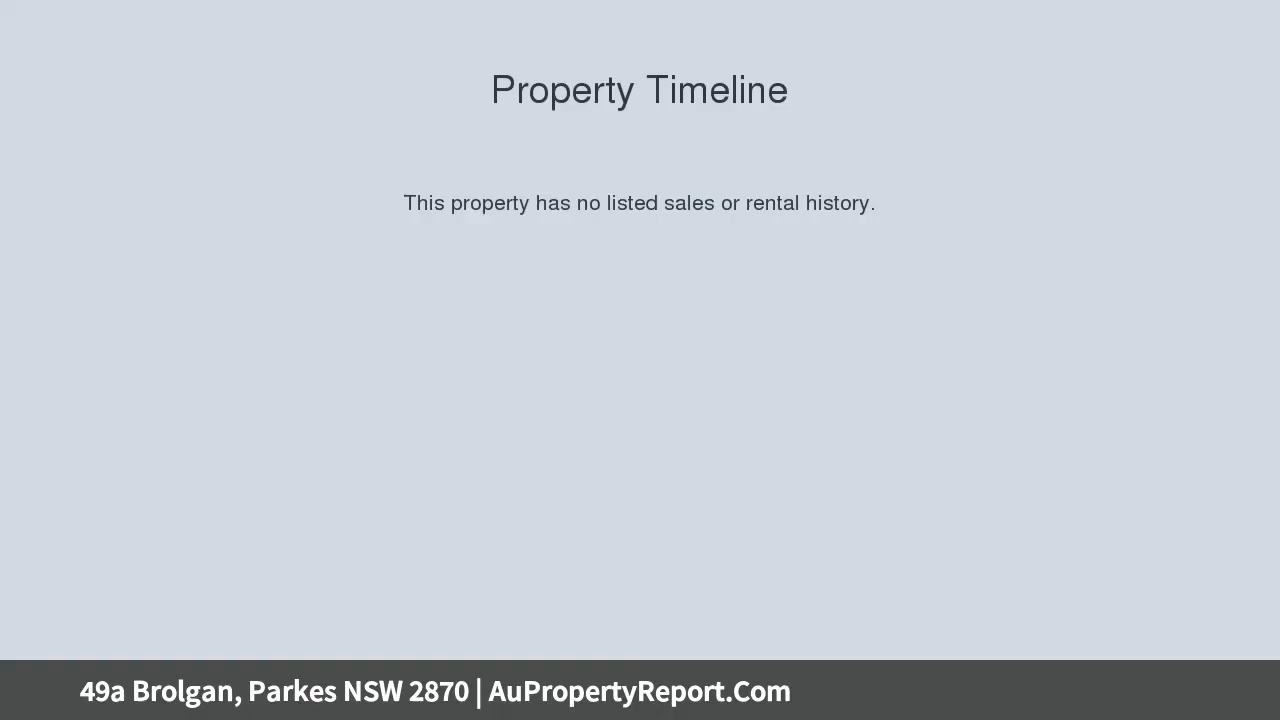 Property Timeline
This property has no listed sales or rental history.
49a Brolgan, Parkes NSW 2870 | AuPropertyReport.Com